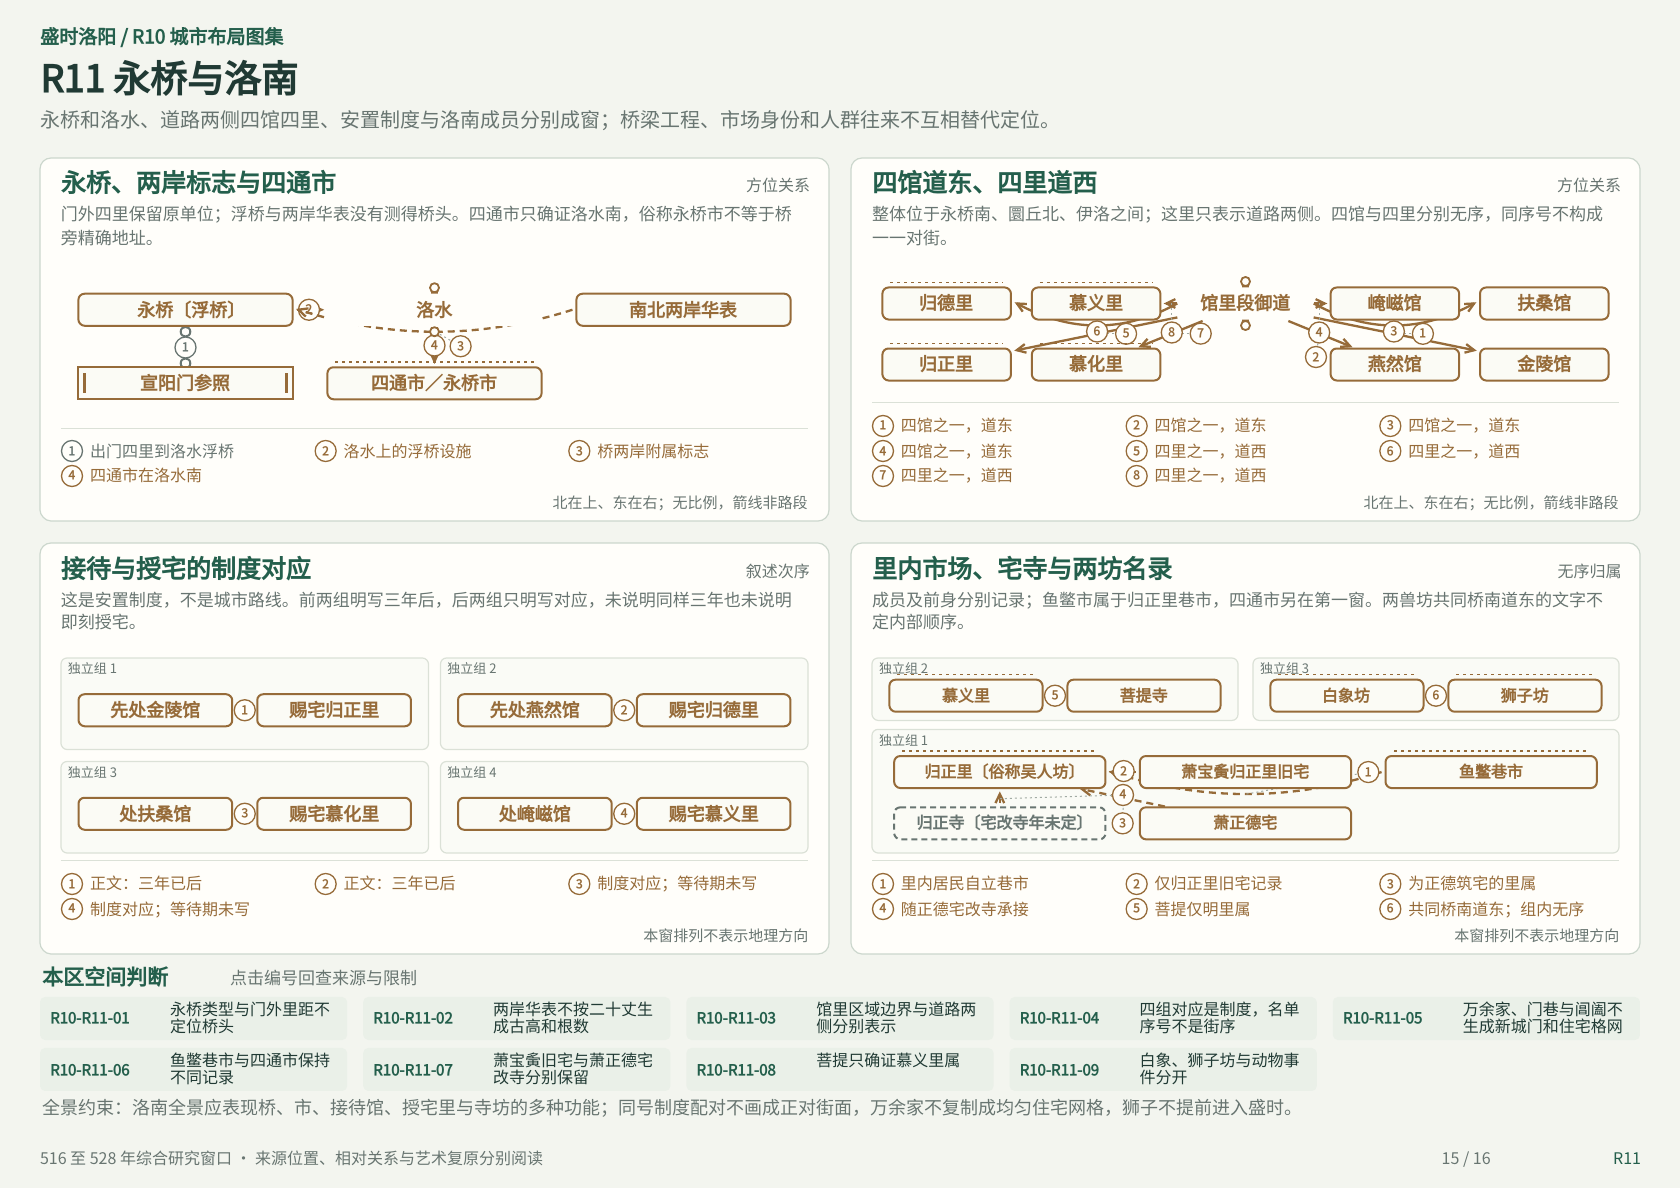 盛时洛阳 / R10 城市布局图集
R11 永桥与洛南
永桥和洛水、道路两侧四馆四里、安置制度与洛南成员分别成窗；桥梁工程、市场身份和人群往来不互相替代定位。
永桥、两岸标志与四通市
方位关系
门外四里保留原单位；浮桥与两岸华表没有测得桥头。四通市只确证洛水南，俗称永桥市不等于桥
旁精确地址。
永桥〔浮桥〕
2
洛水
南北两岸华表
1
4
3
宣阳门参照
四通市／永桥市
1 出门四里到洛水浮桥
2 洛水上的浮桥设施
3 桥两岸附属标志
4 四通市在洛水南
北在上、东在右；无比例，箭线非路段
四馆道东、四里道西
方位关系
整体位于永桥南、圜丘北、伊洛之间；这里只表示道路两侧。四馆与四里分别无序，同序号不构成
一一对街。
归德里
慕义里
馆里段御道
崦嵫馆
扶桑馆
6
5
8
7
4
3
1
2
归正里
慕化里
燕然馆
金陵馆
1 四馆之一，道东
2 四馆之一，道东
3 四馆之一，道东
4 四馆之一，道东
5 四里之一，道西
6 四里之一，道西
7 四里之一，道西
8 四里之一，道西
北在上、东在右；无比例，箭线非路段
接待与授宅的制度对应
叙述次序
这是安置制度，不是城市路线。前两组明写三年后，后两组只明写对应，未说明同样三年也未说明
即刻授宅。
独立组 1
先处金陵馆
1
赐宅归正里
独立组 2
先处燕然馆
2
赐宅归德里
独立组 3
处扶桑馆
3
赐宅慕化里
独立组 4
处崦嵫馆
4
赐宅慕义里
1 正文：三年已后
2 正文：三年已后
3 制度对应；等待期未写
4 制度对应；等待期未写
本窗排列不表示地理方向
里内市场、宅寺与两坊名录
无序归属
成员及前身分别记录；鱼鳖市属于归正里巷市，四通市另在第一窗。两兽坊共同桥南道东的文字不
定内部顺序。
独立组 2
慕义里
5
菩提寺
独立组 3
白象坊
6
狮子坊
独立组 1
归正里〔俗称吴人坊〕
2
萧宝夤归正里旧宅
1
鱼鳖巷市
4
归正寺〔宅改寺年未定〕
3
萧正德宅
1 里内居民自立巷市
2 仅归正里旧宅记录
3 为正德筑宅的里属
4 随正德宅改寺承接
5 菩提仅明里属
6 共同桥南道东；组内无序
本窗排列不表示地理方向
本区空间判断
点击编号回查来源与限制
R10-R11-01
永桥类型与门外里距不
定位桥头
R10-R11-02
两岸华表不按二十丈生
成古高和根数
R10-R11-03
馆里区域边界与道路两
侧分别表示
R10-R11-04
四组对应是制度，名单
序号不是街序
R10-R11-05
万余家、门巷与阊阖不
生成新城门和住宅格网
R10-R11-06
鱼鳖巷市与四通市保持
不同记录
R10-R11-07
萧宝夤旧宅与萧正德宅
改寺分别保留
R10-R11-08
菩提只确证慕义里属
R10-R11-09
白象、狮子坊与动物事
件分开
全景约束：洛南全景应表现桥、市、接待馆、授宅里与寺坊的多种功能；同号制度配对不画成正对街面，万余家不复制成均匀住宅网格，狮子不提前进入盛时。
516 至 528 年综合研究窗口 · 来源位置、相对关系与艺术复原分别阅读
15 / 16
R11